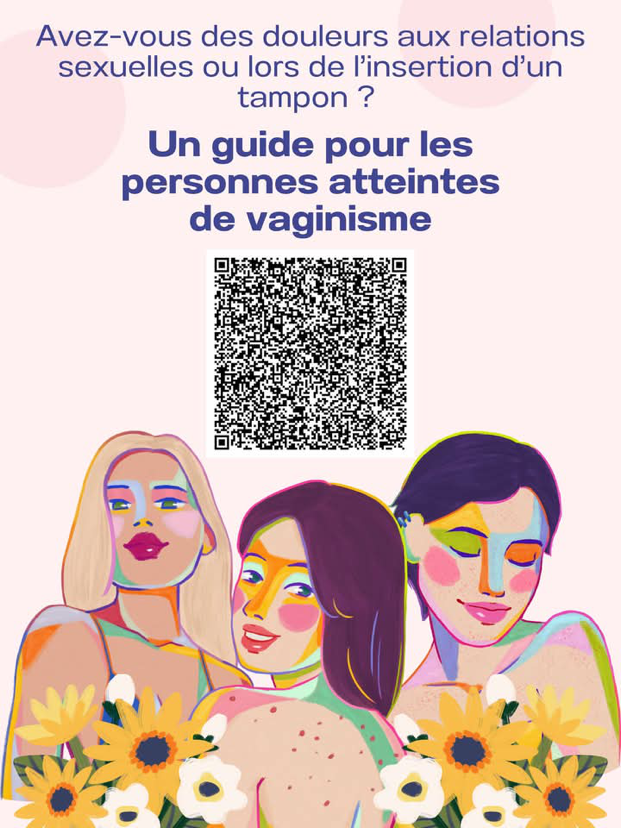 Avez-vous des douleurs aux relations
sexuelles ou lors de l’insertion d’un
tampon ?
Un guide pour les
personnes atteintes
de vaginisme